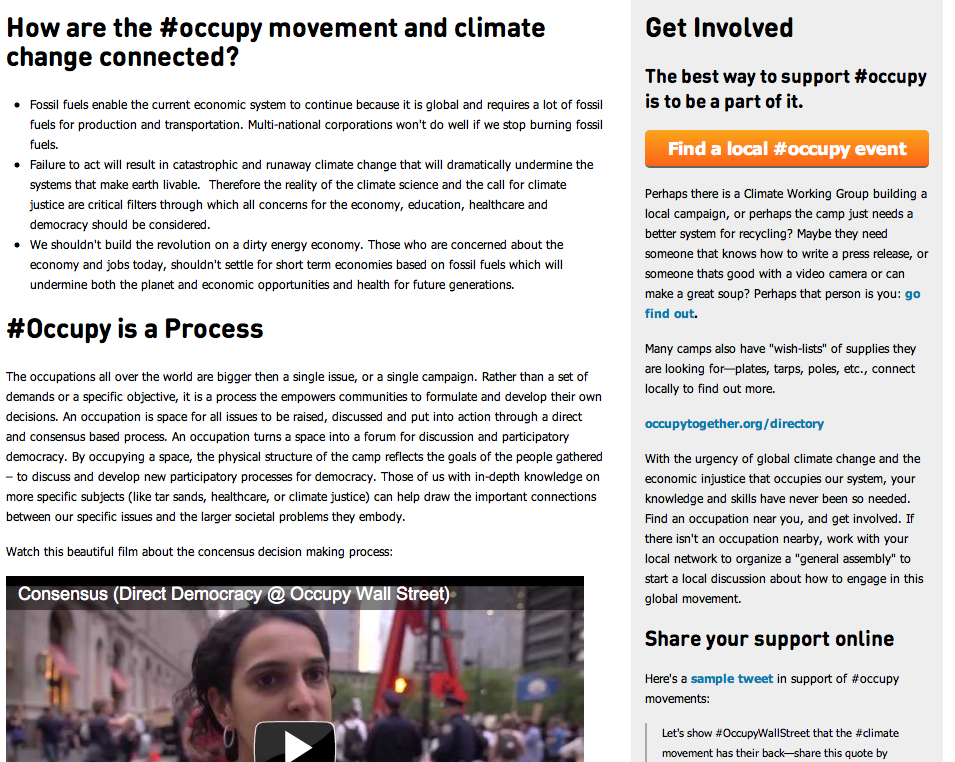 How are the #occupy movement and climate
change connected?
• Fossil fuels enable the current economic system to continue because it is global and requires a lot of fossil
fuels for production and transportation. Multi-national corporations won't do well if we stop burning fossil
fuels.
• Failure to act will result in catastrophic and runaway climate change that will dramatically undermine the
systems that make earth livable.  Therefore the reality of the climate science and the call for climate
justice are critical filters through which all concerns for the economy, education, healthcare and
democracy should be considered.
• We shouldn't build the revolution on a dirty energy economy. Those who are concerned about the
economy and jobs today, shouldn't settle for short term economies based on fossil fuels which will
undermine both the planet and economic opportunities and health for future generations.
#Occupy is a Process
The occupations all over the world are bigger then a single issue, or a single campaign. Rather than a set of
demands or a specific objective, it is a process the empowers communities to formulate and develop their own
decisions. An occupation is space for all issues to be raised, discussed and put into action through a direct
and consensus based process. An occupation turns a space into a forum for discussion and participatory
democracy. By occupying a space, the physical structure of the camp reflects the goals of the people gathered
– to discuss and develop new participatory processes for democracy. Those of us with in-depth knowledge on
more specific subjects (like tar sands, healthcare, or climate justice) can help draw the important connections
between our specific issues and the larger societal problems they embody.
Watch this beautiful film about the concensus decision making process:
Consensus (Direct Democracy @ Occupy Wall Street)
Get Involved
The best way to support #occupy
is to be a part of it.
Find a local #occupy event
Perhaps there is a Climate Working Group building a
local campaign, or perhaps the camp just needs a
better system for recycling? Maybe they need
someone that knows how to write a press release, or
someone thats good with a video camera or can
make a great soup? Perhaps that person is you: go
find out.
Many camps also have "wish-lists" of supplies they
are looking for—plates, tarps, poles, etc., connect
locally to find out more.
occupytogether.org/directory
With the urgency of global climate change and the
economic injustice that occupies our system, your
knowledge and skills have never been so needed.
Find an occupation near you, and get involved. If
there isn't an occupation nearby, work with your
local network to organize a "general assembly" to
start a local discussion about how to engage in this
global movement.
Share your support online
Here's a sample tweet in support of #occupy
movements:
Let's show #OccupyWallStreet that the #climate
movement has their back—share this quote by